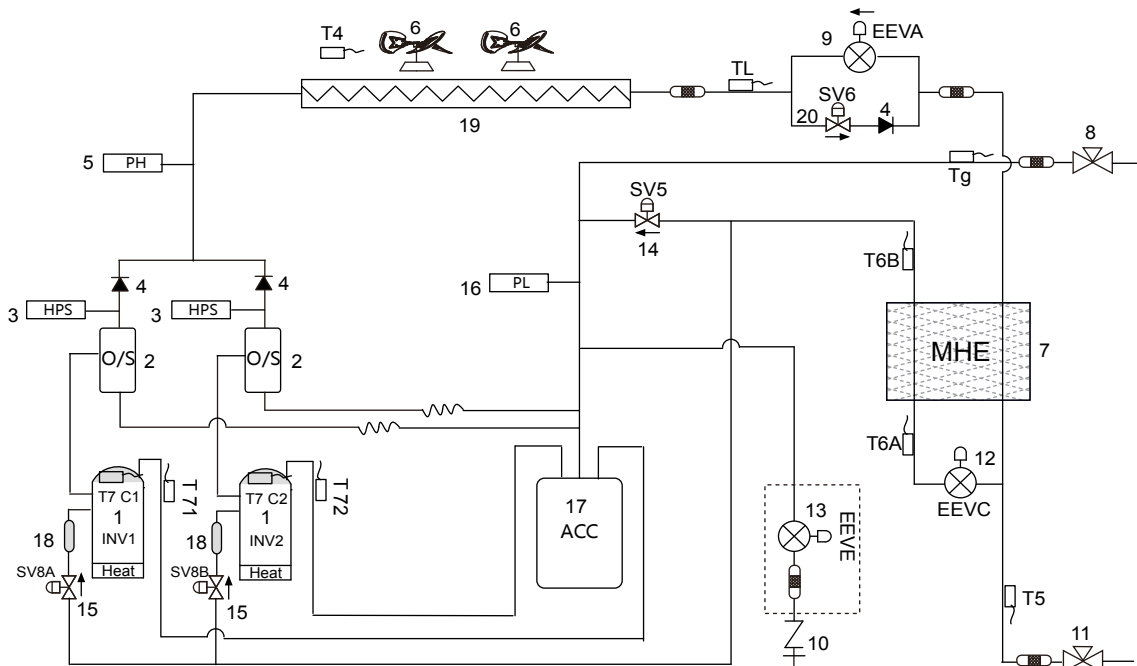 T4
6
6
9
EEVA
TL
SV6
20
4
19
8
5
PH
Tg
SV5
14
T6B
4
4
16
PL
3
HPS
3
HPS
MHE
7
O/S
2
O/S
2
T6A
12
EEVC
T7 C1
1
INV1
Heat
T71
T7 C2
1
INV2
Heat
T72
17
ACC
13
EEVE
18
18
SV8A
15
SV8B
15
T5
10
11